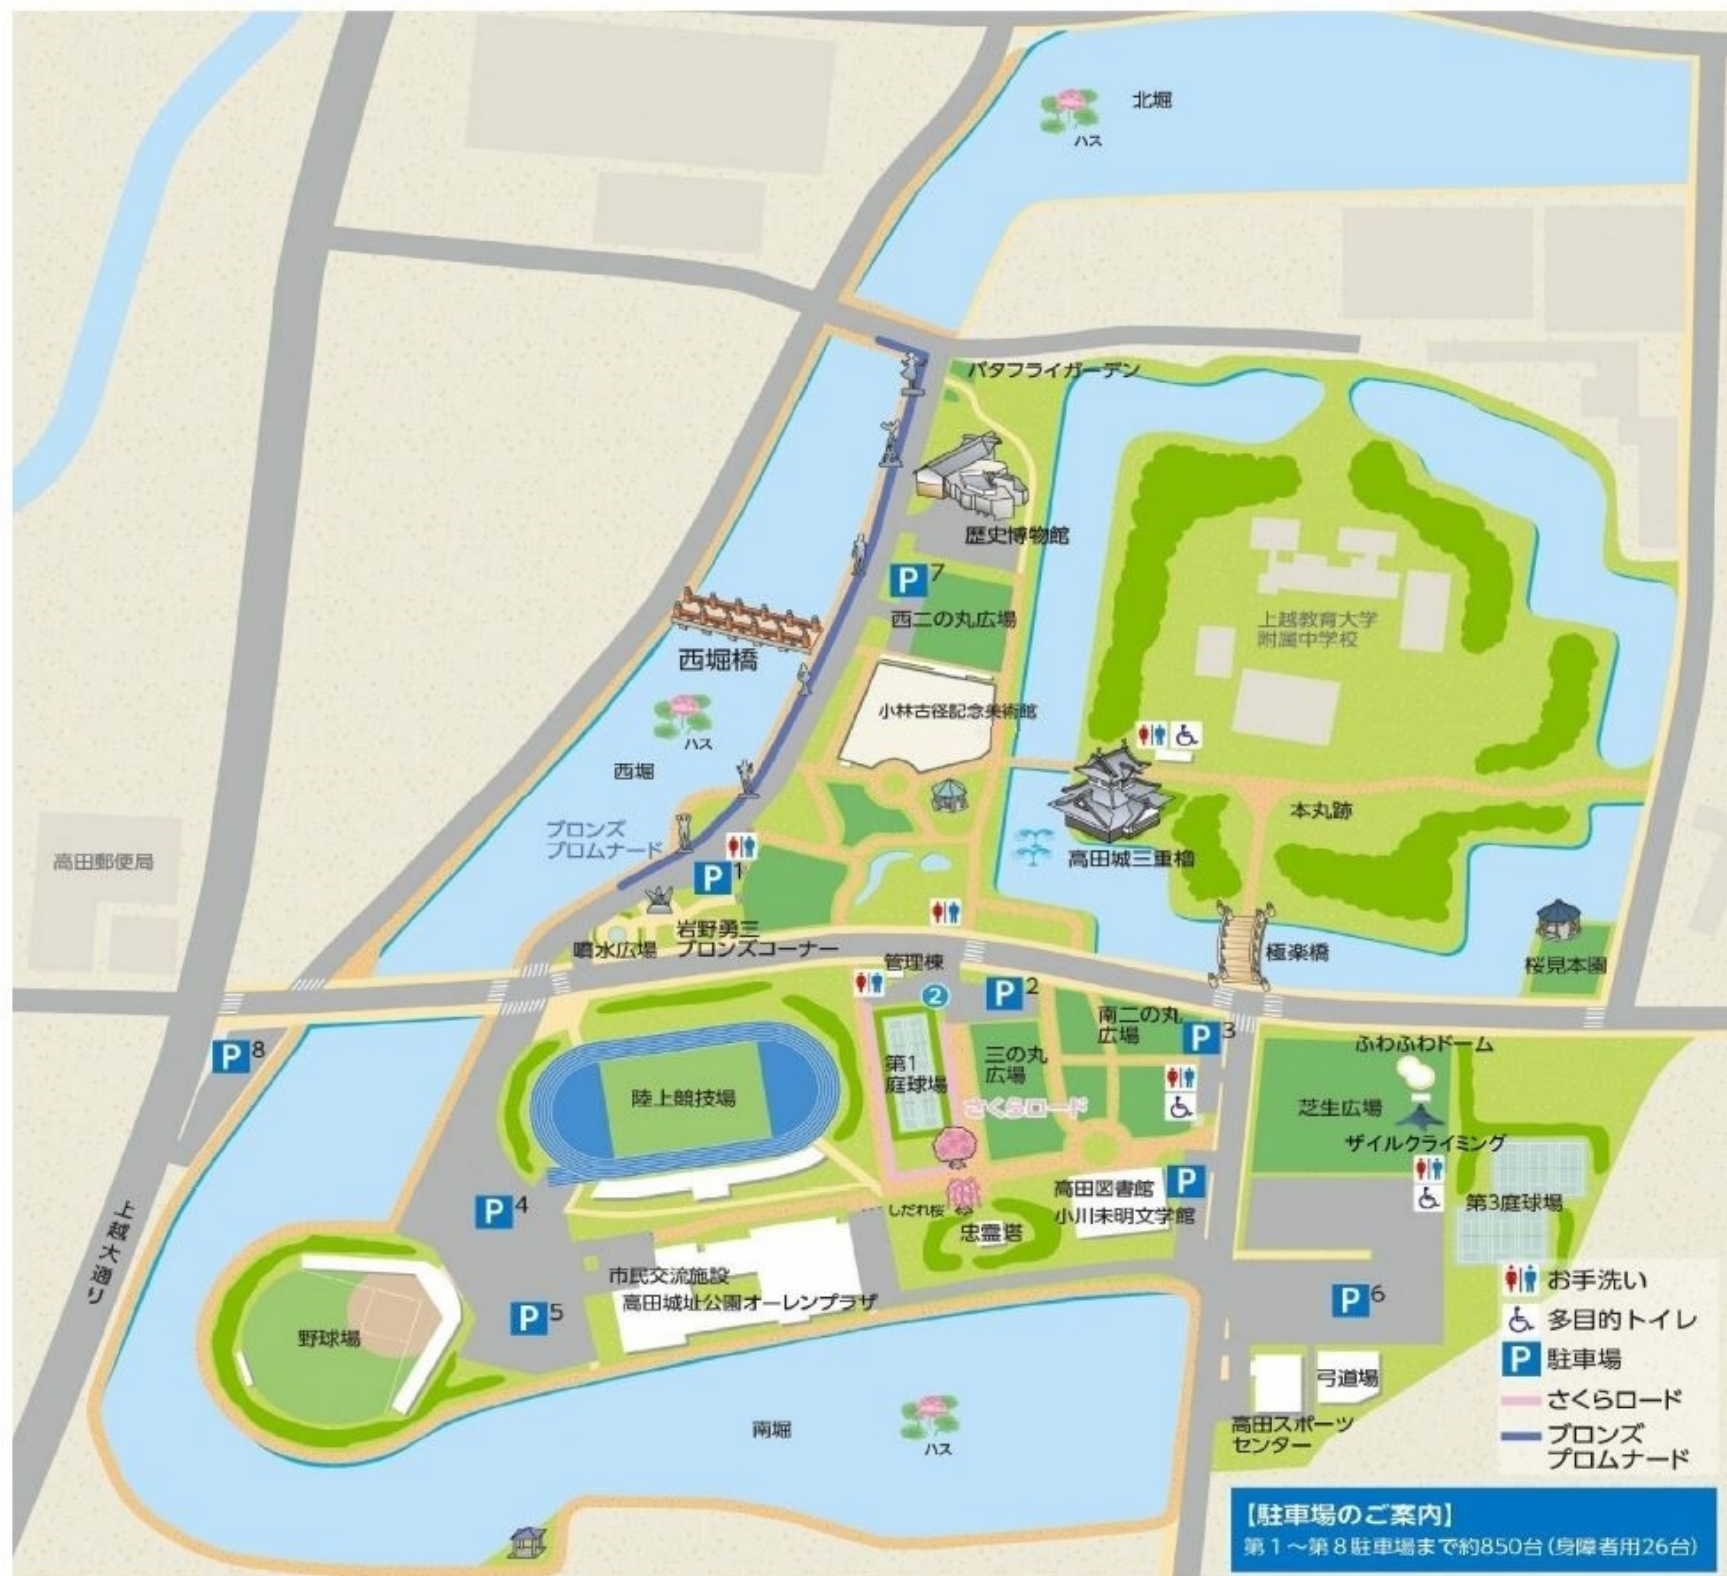 北堀
ハス
バタフライガーデン
歴史博物館
P7
西二の丸広場
上越教育大学
附属中学校
西堀橋
小林古径記念美術館
ハス
西堀
本丸跡
ブロンズ
プロムナード
高田郵便局
高田城三重櫓
P1
岩野勇三
ブロンズコーナー
噴水広場
極楽橋
桜見本園
管理棟
2
P2
南二の丸
広場
P3
P8
三の丸
広場
第1
庭球場
さくらロード
陸上競技場
ふわふわドーム
芝生広場
ザイルクライミング
高田図書館
小川未明文学館
P
第3庭球場
しだれ桜
忠霊塔
P4
上越大通り
市民交流施設
高田城址公園オーレンプラザ
P5
P6
野球場
弓道場
高田スポーツ
センター
南堀
ハス
お手洗い
多目的トイレ
P 駐車場
さくらロード
ブロンズ
プロムナード
【駐車場のご案内】
第1～第8駐車場まで約850台(身障者用26台)